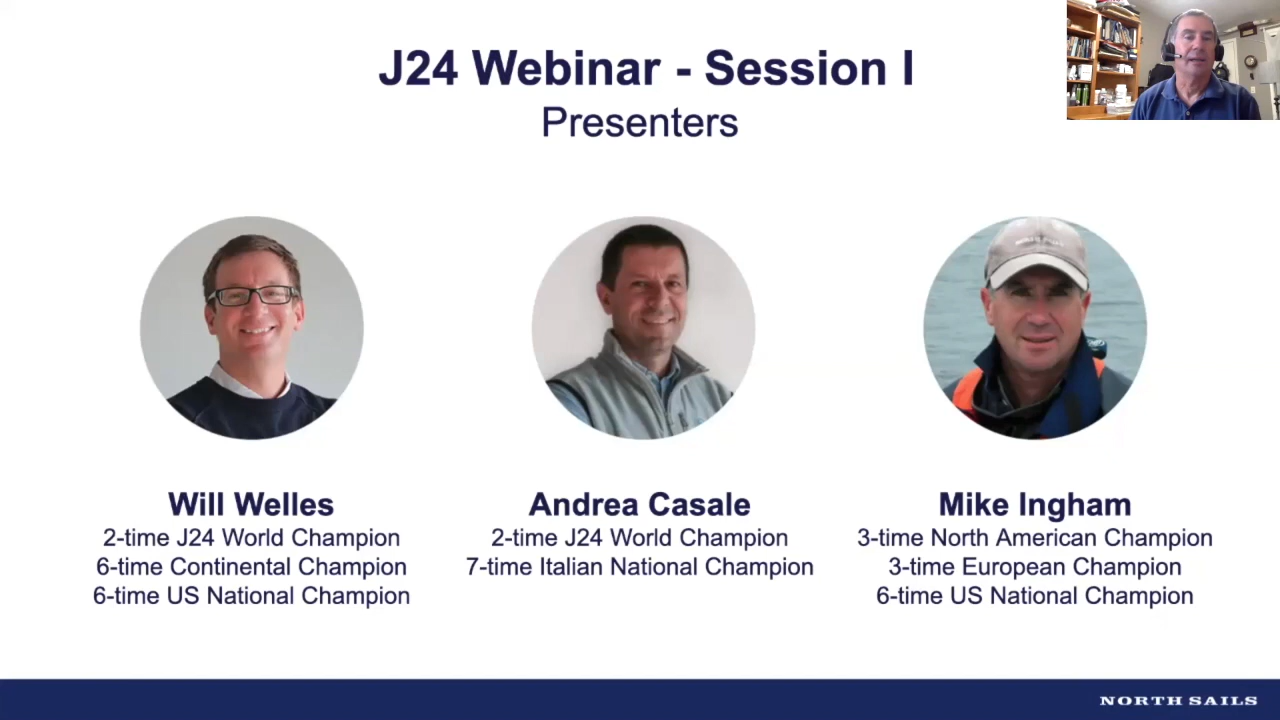 J24 Webinar - Session I
Presenters
Will Welles
2-time J24 World Champion
6-time Continental Champion
6-time US National Champion
Andrea Casale
2-time J24 World Champion
7-time Italian National Champion
Mike Ingham
3-time North American Champion
3-time European Champion
6-time US National Champion
NORTH SAILS